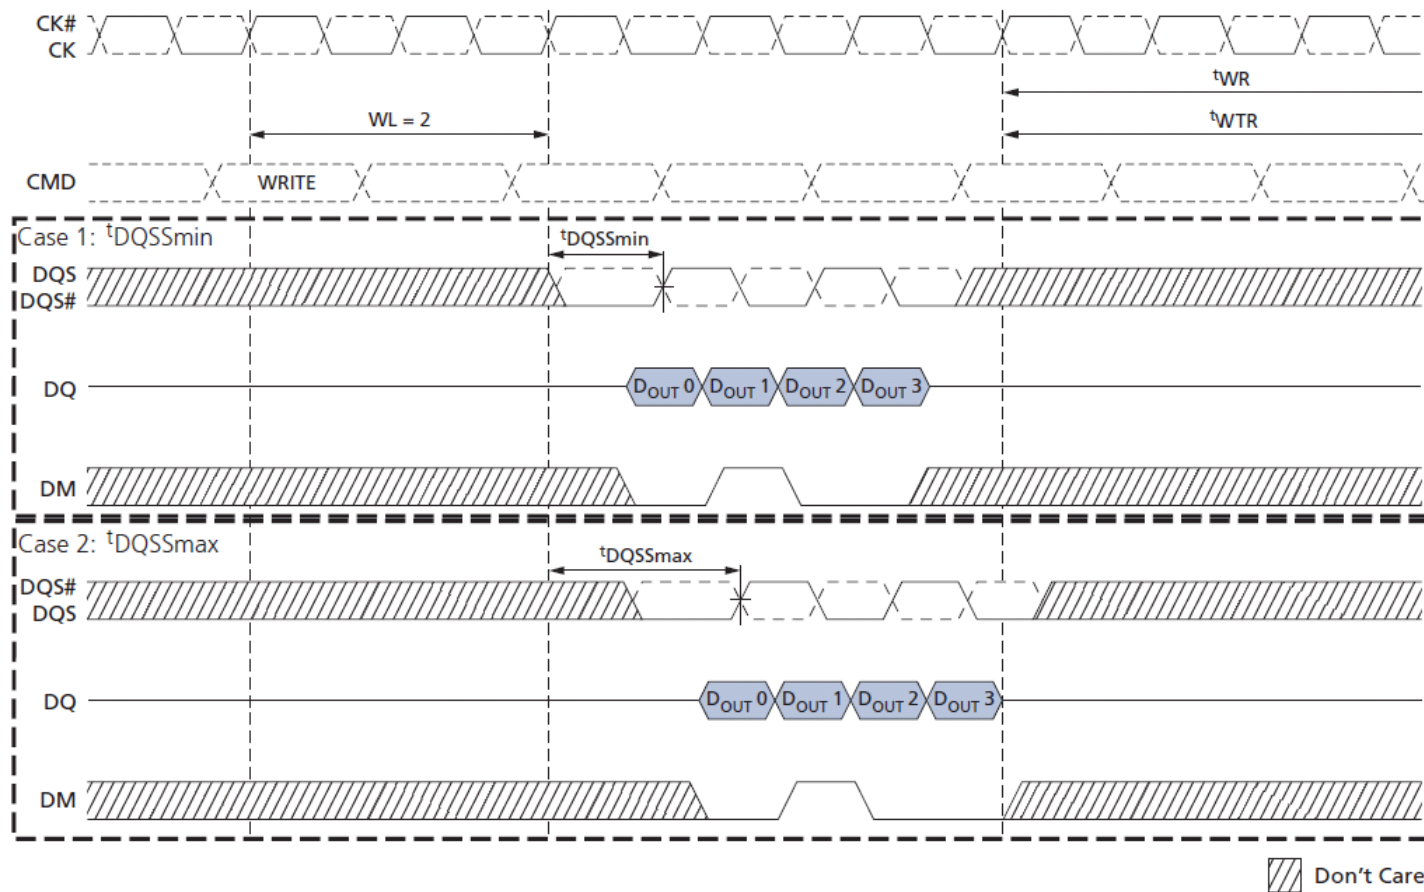 CK#
CK
tWR
WL = 2
tWTR
CMD
WRITE
Case 1: tDQSSmin
tDQSSmin
DQS
DQS#
DQ
DOUT 0 DOUT 1 DOUT 2 DOUT 3
DM
Case 2: tDQSSmax
tDQSSmax
DQS#
DQS
DQ
DOUT 0 DOUT 1 DOUT 2 DOUT 3
DM
Don't Care